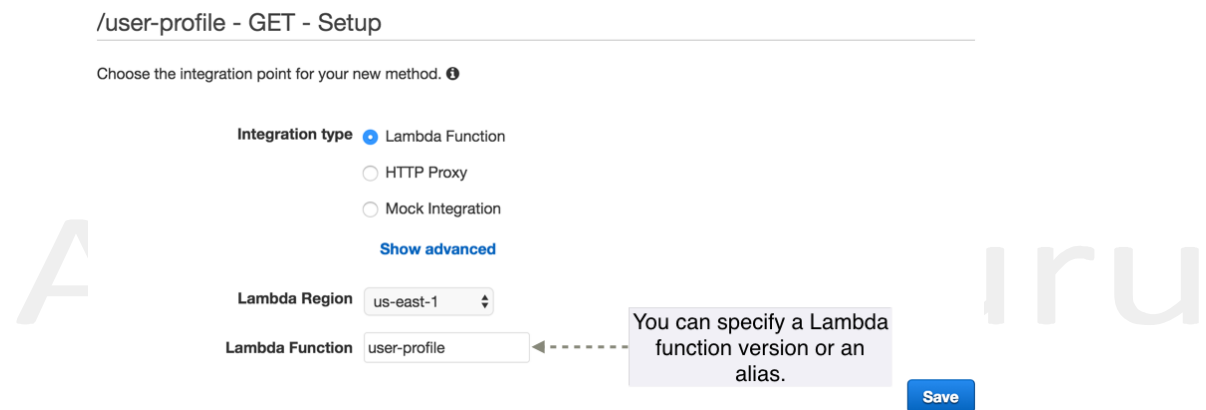 /user-profile - GET - Setup
Choose the integration point for your new method.
Integration type
Lambda Function
HTTP Proxy
Mock Integration
Show advanced
Lambda Region us-east-1
Lambda Function user-profile
You can specify a Lambda
function version or an
alias.
Save